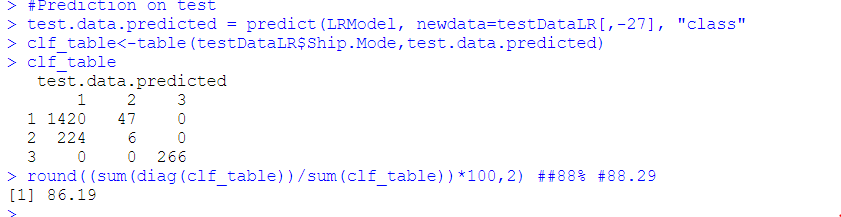 > #Prediction on test
> test.data.predicted = predict(LRModel, newdata=testDataLR[,-27], "class"
> clf_table<-table(testDataLR$Ship.Mode,test.data.predicted)
> clf_table
test.data.predicted
1 2 3
1 1420 47 0
2 224 6 0
3 0 0 266
> round((sum(diag(clf_table))/sum(clf_table))*100,2) ##88% #88.29
[1] 86.19
>